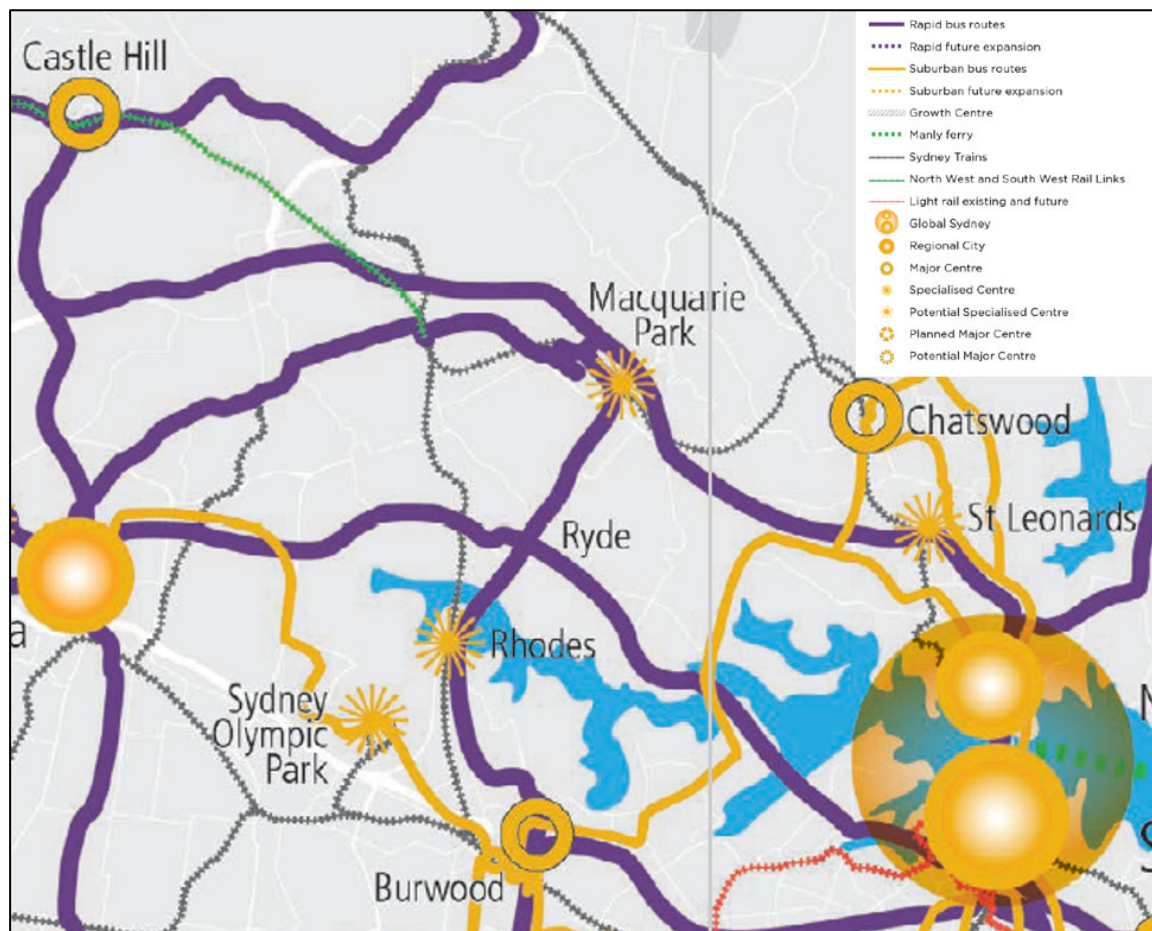 Castle Hill
Rapid bus routes
Rapid future expansion
Suburban bus routes
Suburban future expansion
Growth Centre
Manly ferry
Sydney Trains
North West and South West Rail Links
Light rail existing and future
Global Sydney
Regional City
Major Centre
Specialised Centre
Potential Specialised Centre
Planned Major Centre
Potential Major Centre
Macquarie
Park
Chatswood
St Leonards
Ryde
a
Rhodes
Sydney
Olympic
Park
N
S
Burwood